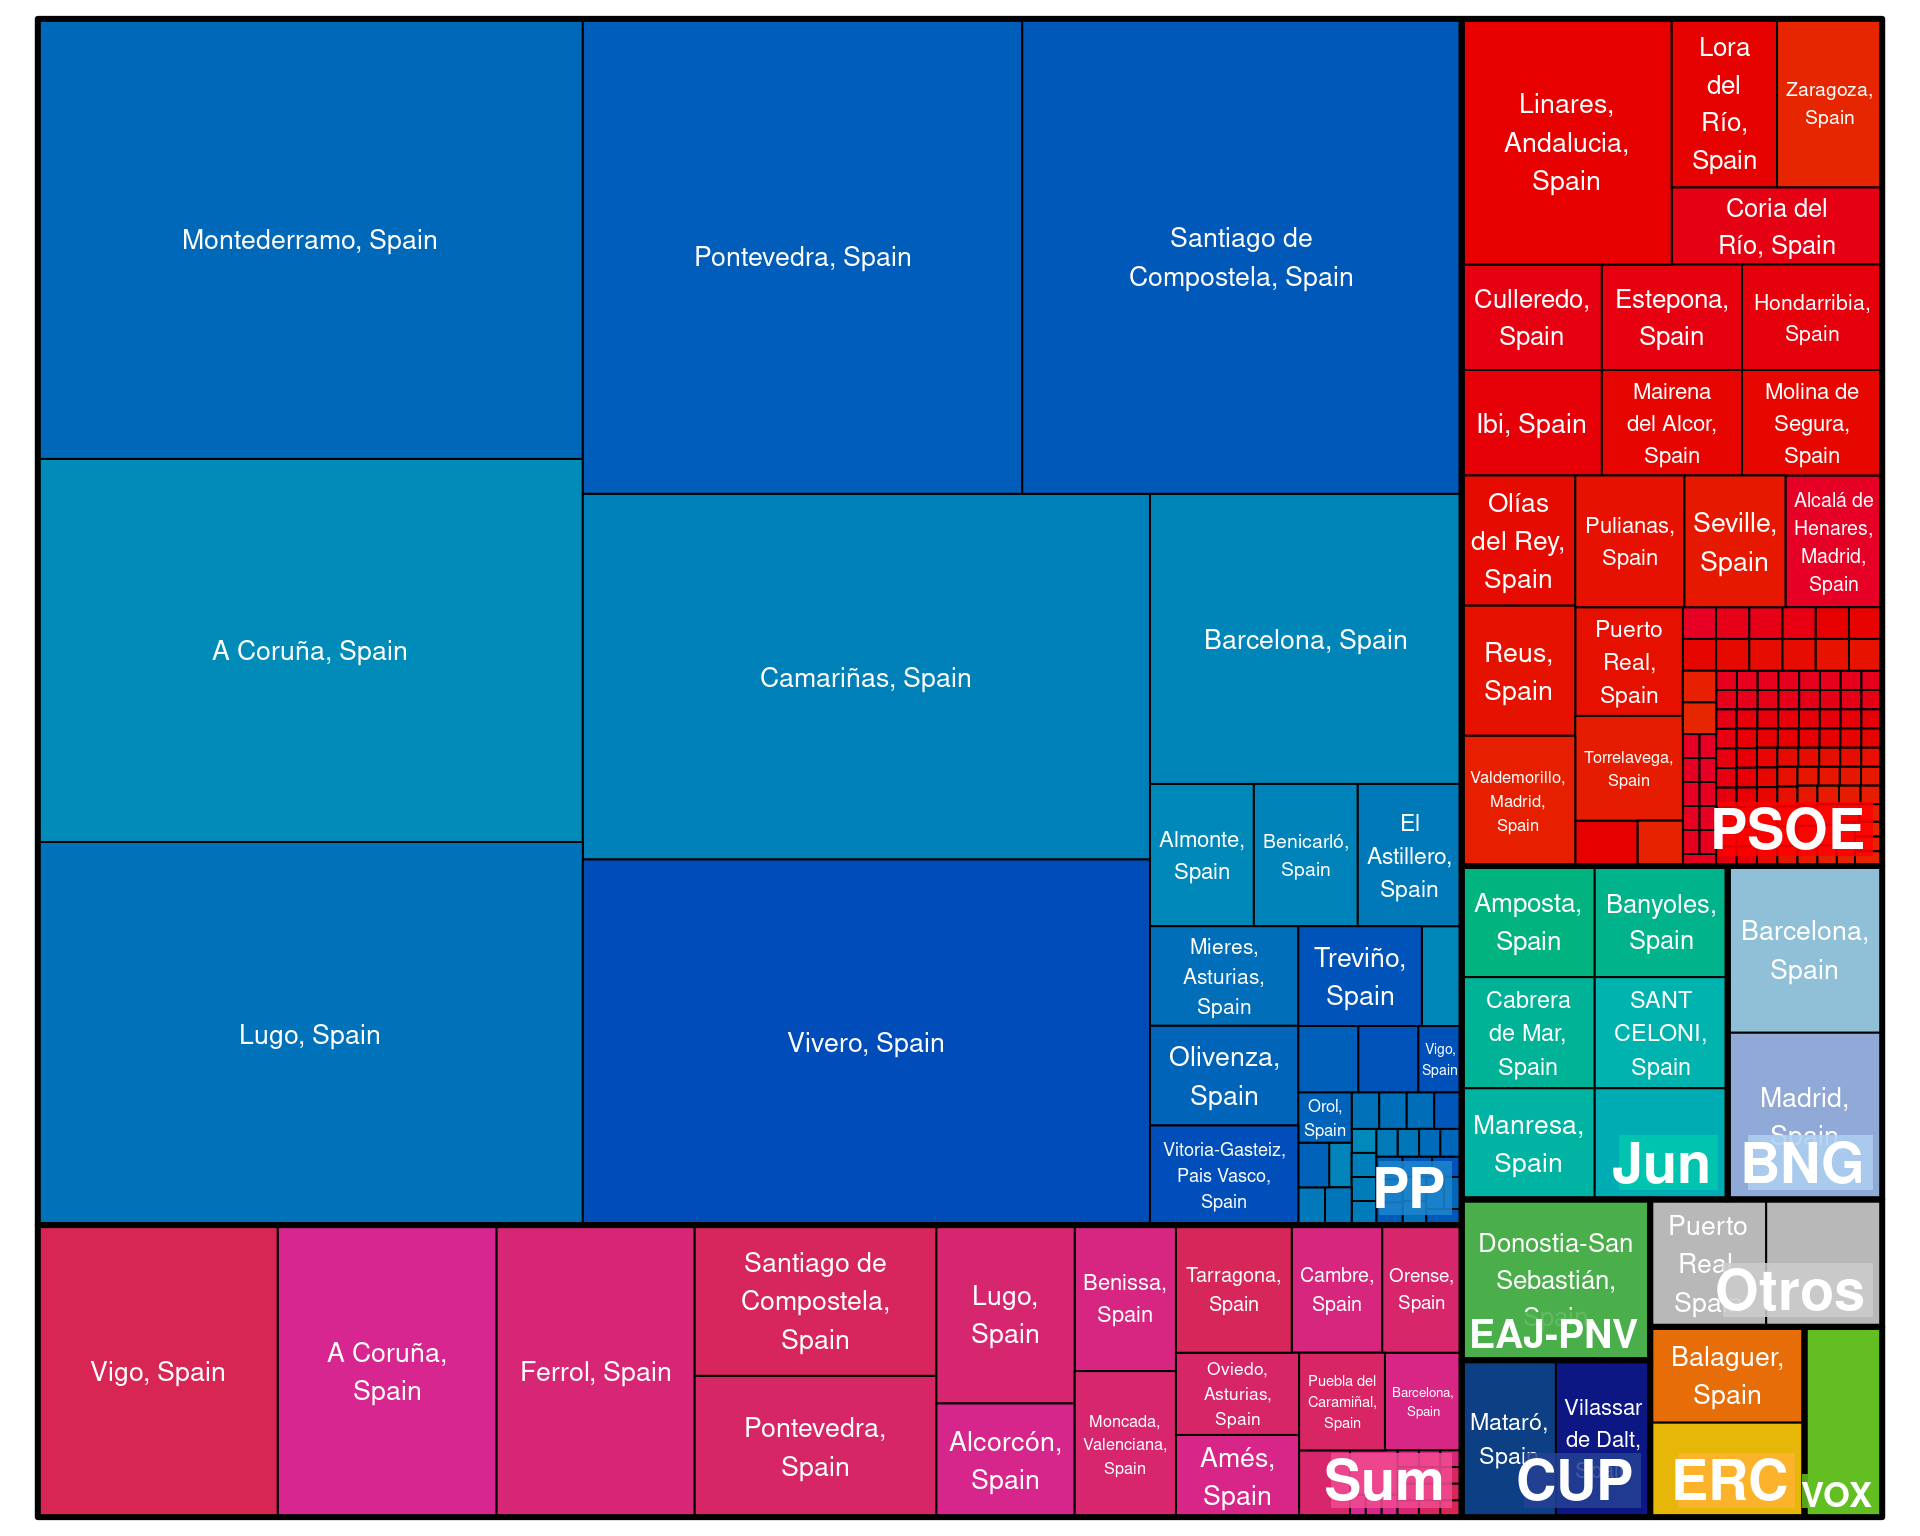 Montederramo, Spain
Pontevedra, Spain
Santiago de
Compostela, Spain
A Coruña, Spain
Camariñas, Spain
Barcelona, Spain
Lugo, Spain
Vivero, Spain
Almonte,
Spain
Benicarló,
Spain
El
Astillero,
Spain
Mieres,
Asturias,
Spain
Treviño,
Spain
Olivenza,
Spain
Vigo,
Spain
Orol,
Spain
Vitoria-Gasteiz,
Pais Vasco,
Spain
PP
Linares,
Andalucia,
Spain
Lora
del
Río,
Spain
Zaragoza,
Spain
Coria del
Río, Spain
Culleredo,
Spain
Estepona,
Spain
Hondarribia,
Spain
Ibi, Spain
Mairena
del Alcor,
Spain
Molina de
Segura,
Spain
Olías
del Rey,
Spain
Pulianas,
Spain
Seville,
Spain
Alcalá de
Henares,
Madrid,
Spain
Reus,
Spain
Puerto
Real,
Spain
Valdemorillo,
Madrid,
Spain
Torrelavega,
Spain
PSOE
Amposta,
Spain
Banyoles,
Spain
Cabrera
de Mar,
Spain
SANT
CELONI,
Spain
Manresa,
Spain
Jun
Barcelona,
Spain
Madrid,
Spain
BNG
Donostia-San
Sebastián,
Spain
EAJ-PNV
Puerto
Real,
Spain
Otros
Mataró,
Spain
Vilassar
de Dalt,
Spain
CUP
Balaguer,
Spain
ERC
VOX
Vigo, Spain
A Coruña,
Spain
Ferrol, Spain
Santiago de
Compostela,
Spain
Pontevedra,
Spain
Lugo,
Spain
Alcorcón,
Spain
Benissa,
Spain
Moncada,
Valenciana,
Spain
Tarragona,
Spain
Cambre,
Spain
Orense,
Spain
Oviedo,
Asturias,
Spain
Puebla del
Caramiñal,
Spain
Barcelona,
Spain
Amés,
Spain
Sum